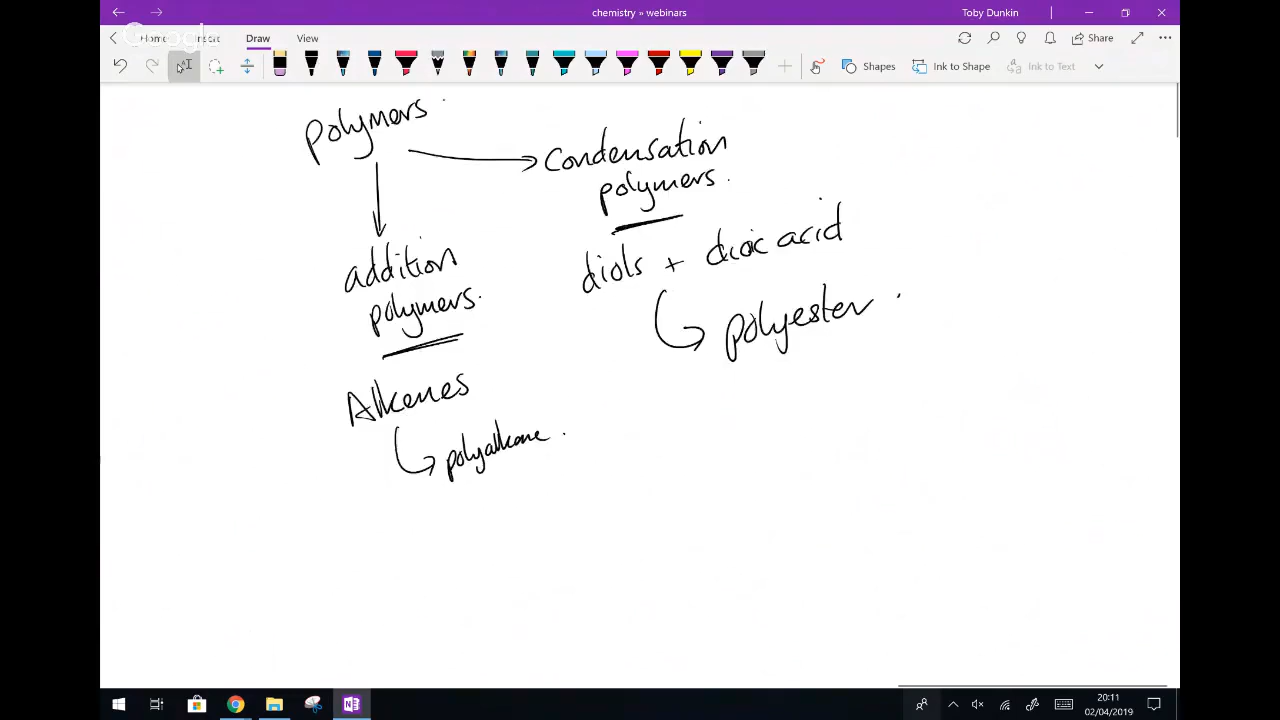 chemistry » webinars
Toby Dunkin
Google
Home
Insert
Draw
View
Share
Shapes
Ink to Shape
Ink to Text
polymers
condensation
polymers.
addition
polymers.
diols + dioic acid
polyester.
Alkenes
polyalkane.
20:11
02/04/2019